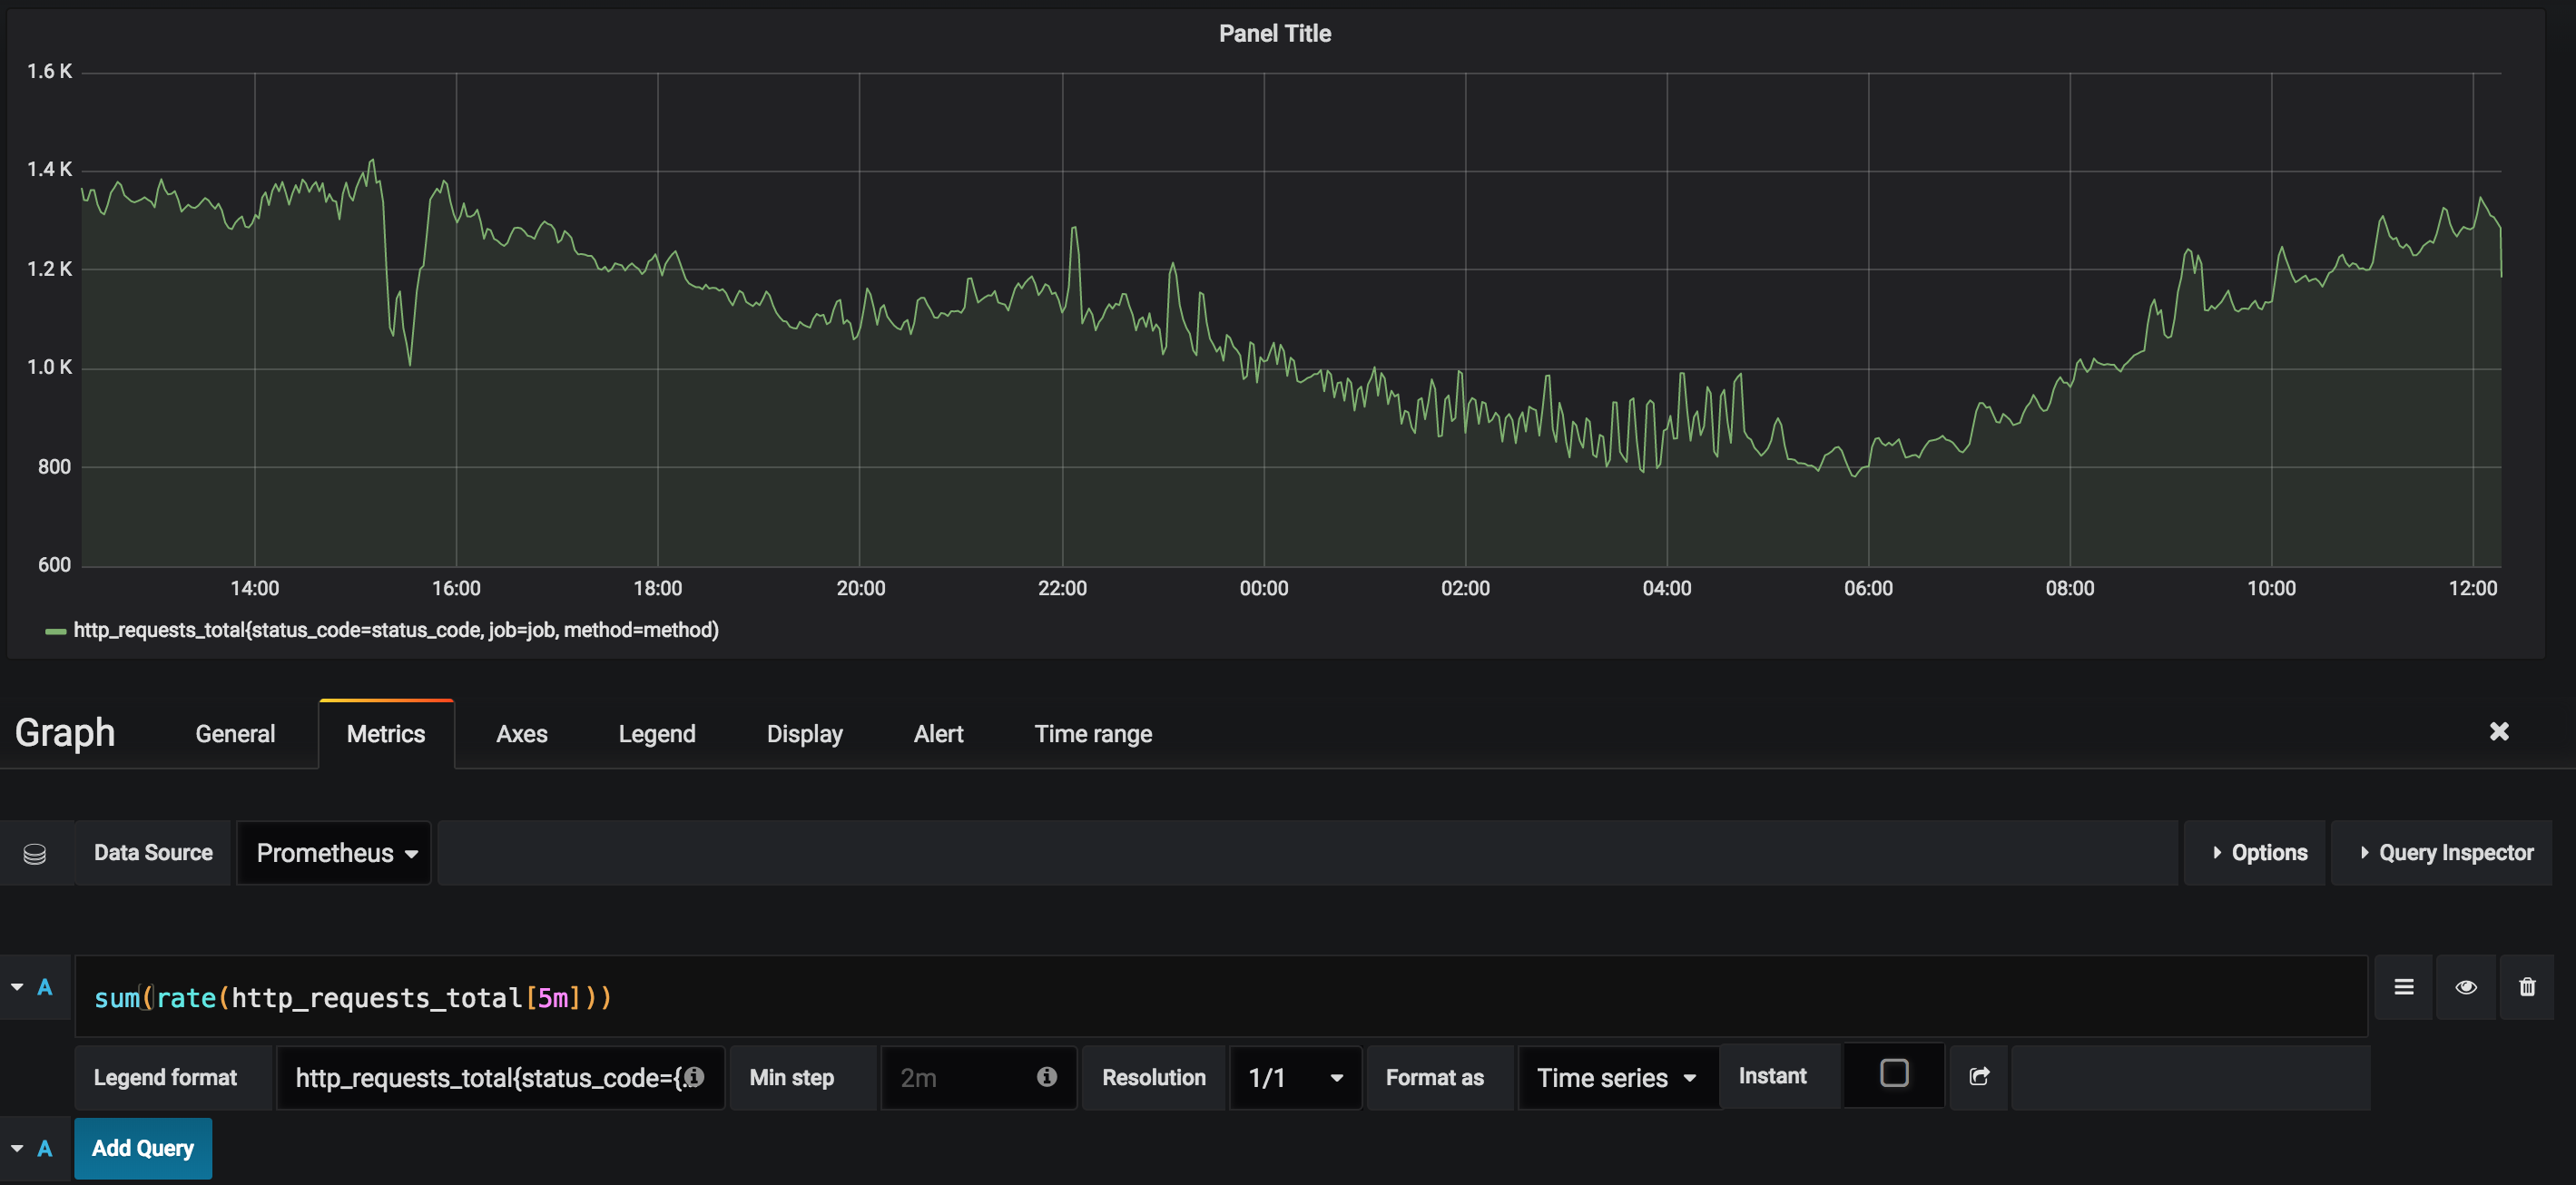 Panel Title
1.6 K
1.4 K
1.2 K
1.0 K
800
600
14:00 16:00 18:00 20:00 22:00 00:00 02:00 04:00 06:00 08:00 10:00 12:00
http_requests_total{status_code=status_code, job=job, method=method)
Graph General Metrics Axes Legend Display Alert Time range
Data Source Prometheus Options Query Inspector
A sum(rate(http_requests_total[5m]))
Legend format http_requests_total{status_code={. Min step 2m Resolution 1/1 Format as Time series Instant
A Add Query